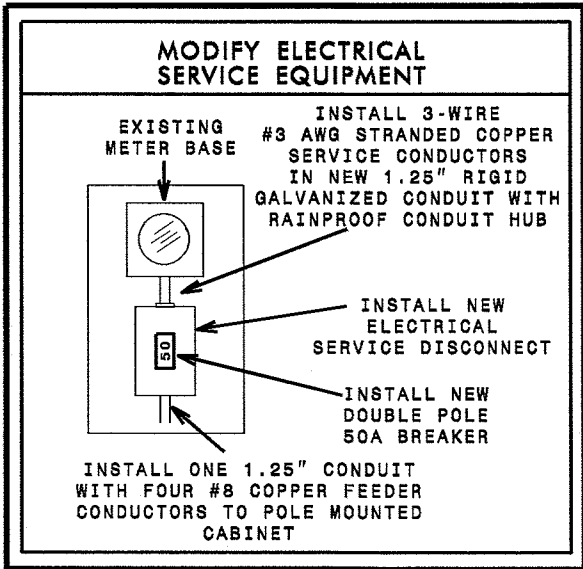 MODIFY ELECTRICAL
SERVICE EQUIPMENT
EXISTING
METER BASE
INSTALL 3-WIRE
#3 AWG STRANDED COPPER
SERVICE CONDUCTORS
IN NEW 1.25" RIGID
GALVANIZED CONDUIT WITH
RAINPROOF CONDUIT HUB
INSTALL NEW
ELECTRICAL
SERVICE DISCONNECT
50
INSTALL NEW
DOUBLE POLE
50A BREAKER
INSTALL ONE 1.25" CONDUIT
WITH FOUR #8 COPPER FEEDER
CONDUCTORS TO POLE MOUNTED
CABINET